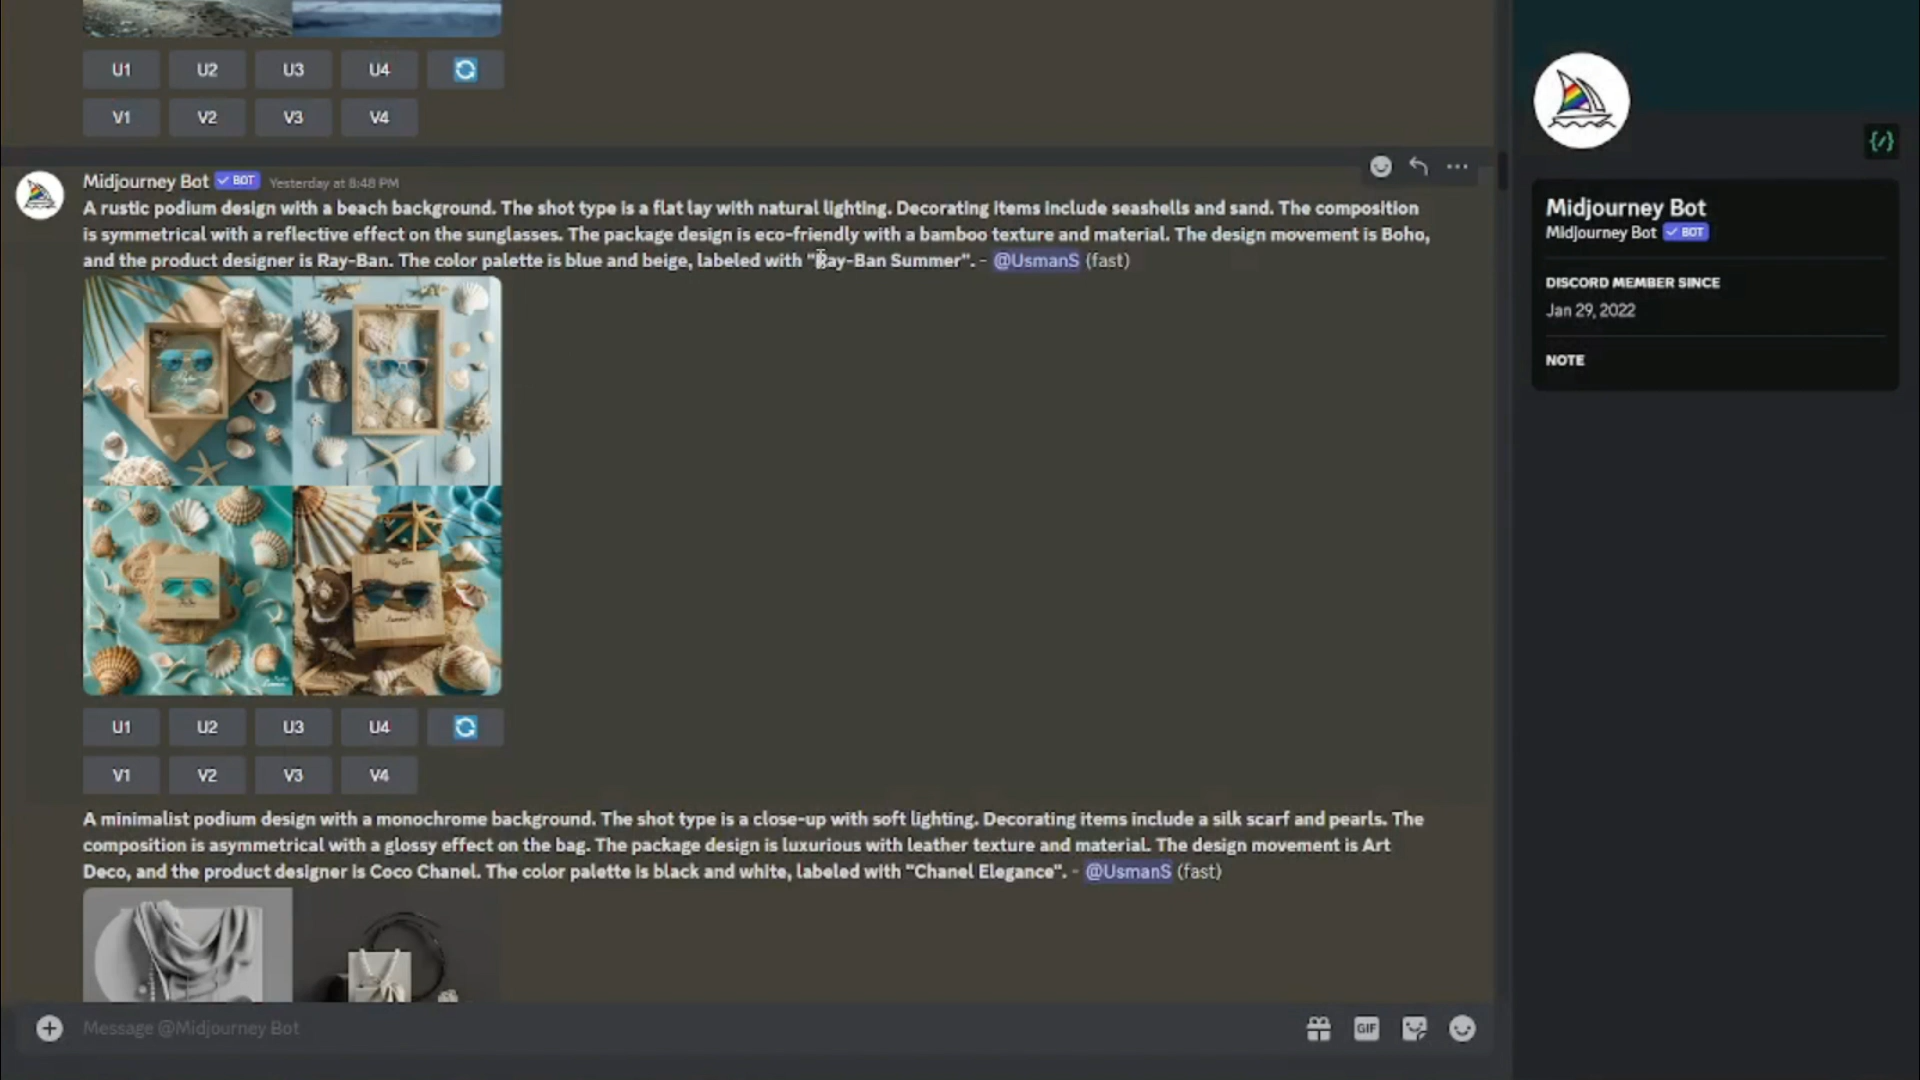 U1 U2 U3 U4
V1 V2 V3 V4
Midjourney Bot BOT Yesterday at 8:48 PM
A rustic podium design with a beach background. The shot type is a flat lay with natural lighting. Decorating items include seashells and sand. The composition
is symmetrical with a reflective effect on the sunglasses. The package design is eco-friendly with a bamboo texture and material. The design movement is Boho,
and the product designer is Ray-Ban. The color palette is blue and beige, labeled with "Ray-Ban Summer". - @UsmanS (fast)
U1 U2 U3 U4
V1 V2 V3 V4
A minimalist podium design with a monochrome background. The shot type is a close-up with soft lighting. Decorating items include a silk scarf and pearls. The
composition is asymmetrical with a glossy effect on the bag. The package design is luxurious with leather texture and material. The design movement is Art
Deco, and the product designer is Coco Chanel. The color palette is black and white, labeled with "Chanel Elegance". - @UsmanS (fast)
Message @Midjourney Bot
GIF
{/}
Midjourney Bot
Midjourney Bot BOT
DISCORD MEMBER SINCE
Jan 29, 2022
NOTE